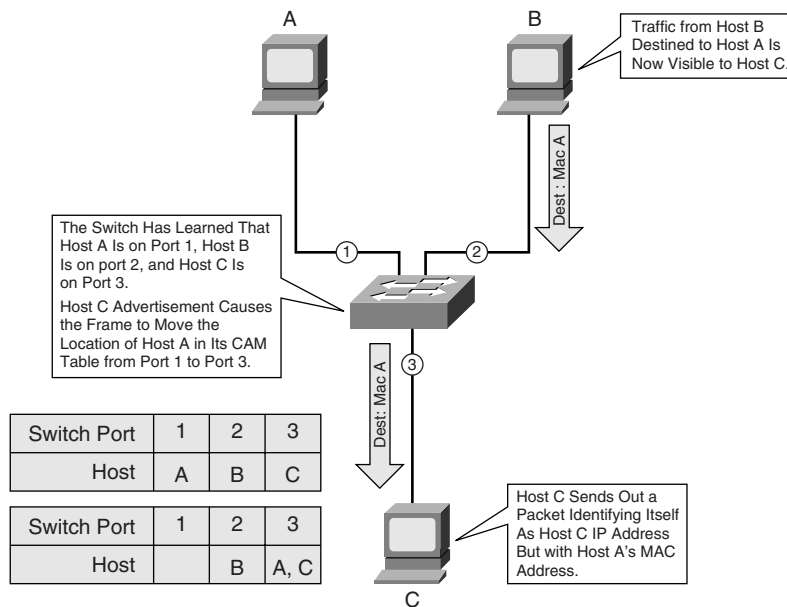 A
B
Traffic from Host B
Destined to Host A Is
Now Visible to Host C.
Dest : Mac A
The Switch Has Learned That
Host A Is on Port 1, Host B
Is on port 2, and Host C Is
on Port 3.
Host C Advertisement Causes
the Frame to Move the
Location of Host A in Its CAM
Table from Port 1 to Port 3.
1
2
3
Dest: Mac A
Switch Port 1 2 3
Host A B C
Switch Port 1 2 3
Host B A, C
Host C Sends Out a
Packet Identifying Itself
As Host C IP Address
But with Host A's MAC
Address.
C